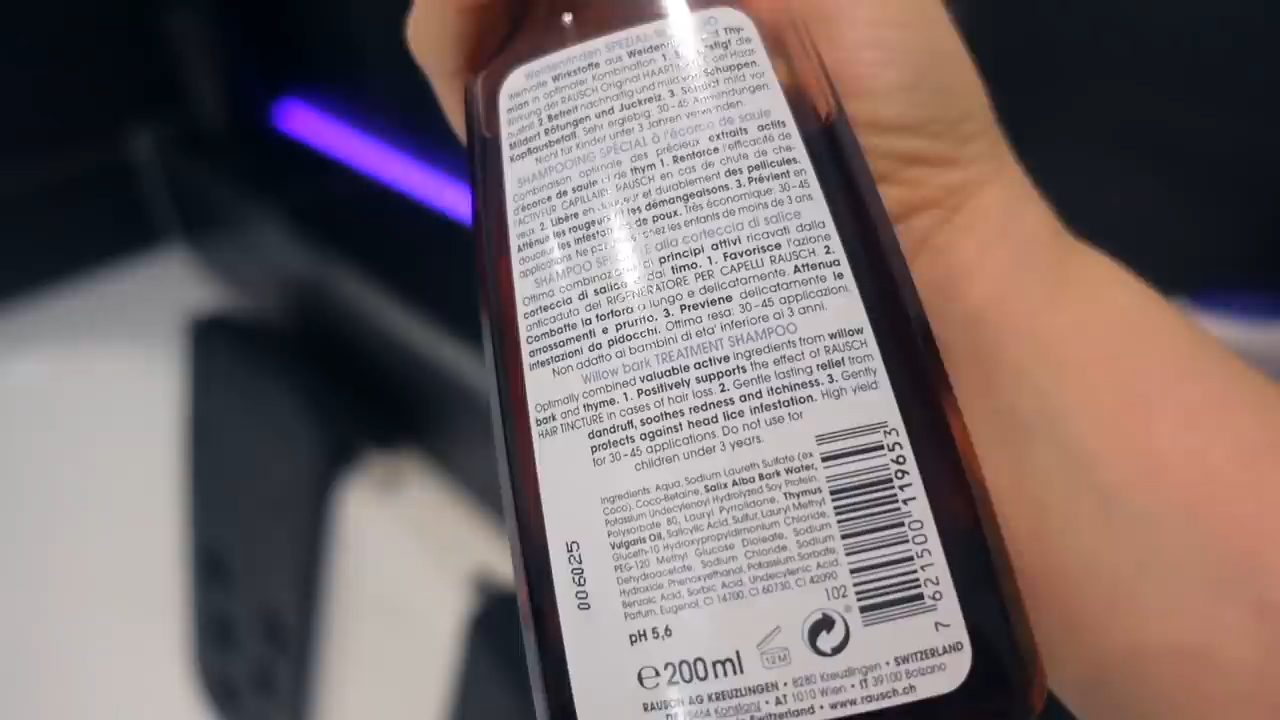 Weidenrinden SPEZIAL-
Wertvolle Wirkstoffe aus Weidenrinde und Thy-
mian in optimaler Kombination. 1.
Wirkung der RAUSCH Original HAARTINKTUR bei Haar-
ausfall 2. Befreit nachhaltig und mild von Schuppen.
Mildert Rötungen und Juckreiz. 3. Schützt mild vor
Kopflausbefall. Sehr ergiebig: 30-45 Anwendungen.
Nicht für Kinder unter 3 Jahren verwenden.
SHAMPOOING SPÉCIAL à l'écorce de saule
Combinaison optimale des précieux extraits actifs
d'écorce de saule et de thym 1. Renforce l'efficacité de
l'ACTIVEUR CAPILLAIRE RAUSCH en cas de chute de che-
veux 2. Libère en douceur et durablement des pellicules.
Atténue les rougeurs et les démangeaisons. 3. Prévient en
douceur les infestations de poux. Très économique: 30-45
applications. Ne pas chez les enfants de moins de 3 ans
SHAMPOO alla corteccia di salice
Ottima combinazione di principi attivi ricavati dalla
corteccia di salice dal timo. 1. Favorisce l'azione
anticaduta del RIGENERATORE PER CAPELLI RAUSCH. 2.
Combatte la forfora a lungo e delicatamente. Attenua
arrossamenti e prurito. 3. Previene delicatamente le
infestazioni da pidocchi. Ottima resa: 30-45 applicazioni.
Non adatto ai bambini di eta' inferiore ai 3 anni.
Willow bark TREATMENT SHAMPOO
Optimally combined valuable active ingredients from willow
bark and thyme. 1. Positively supports the effect of RAUSCH
HAIR TINCTURE in cases of hair loss. 2. Gentle lasting relief from
dandruff, soothes redness and itchiness. 3. Gently
protects against head lice infestation. High yield:
for 30-45 applications. Do not use for
children under 3 years.
Ingredients: Aqua, Sodium Laureth Sulfate (ex
Coco), Coco-Betaine, Salix Alba Bark Water,
Potassium Undecylenoyl Hydrolyzed Soy Protein,
Polysorbate 80, Lauryl Pyrrolidone, Thymus
Vulgaris Oil, Salicylic Acid, Sulfur, Lauryl Methyl
Gluceth-10 Hydroxypropyldimonium Chloride,
PEG-120 Methyl Glucose Dioleate, Sodium
Dehydroacetate, Sodium Chloride, Sodium
Hydroxide, Phenoxyethanol, Potassium Sorbate,
Benzoic Acid, Sorbic Acid, Undecylenic Acid,
Parfum, Eugenol, CI 14700, CI 60730, CI 42090
102
006025
7 621500 119653
pH 5,6
e 200ml
12 M
RAUSCH AG KREUZLINGEN • 8280 Kreuzlingen • SWITZERLAND
78464 Konstanz • AT 1010 Wien • IT 39100 Bolzano
Switzerland • www.rausch.ch